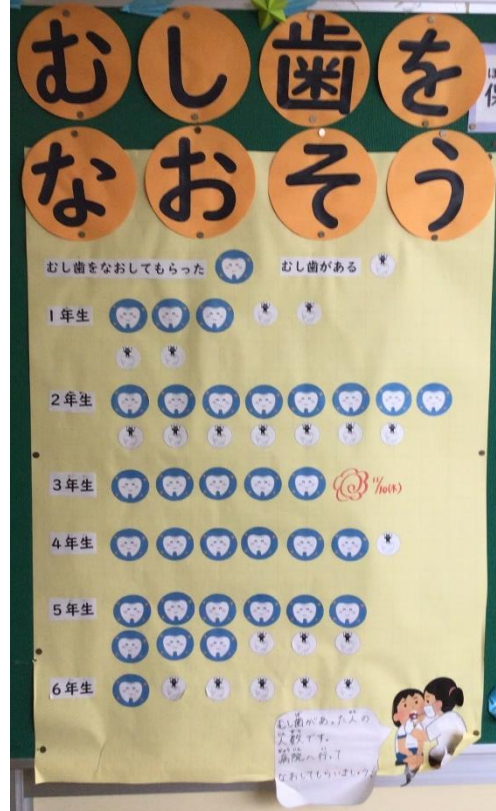 むし歯を
なおそう
むし歯をなおしてもらった
むし歯がある
1年生
2年生
3年生
11/10(木)
4年生
5年生
6年生
むし歯があった人の
人数です。
病院へ行って
なおしてもらいましょう。